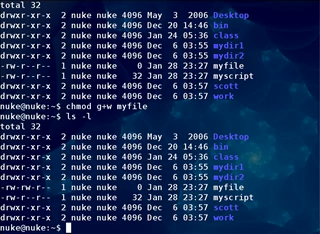 total 32
drwxr-xr-x 2 nuke nuke 4096 May 3 2006 Desktop
drwxr-xr-x 2 nuke nuke 4096 Dec 20 14:46 bin
drwxr-xr-x 2 nuke nuke 4096 Jan 24 05:36 class
drwxr-xr-x 2 nuke nuke 4096 Dec 6 03:57 mydir1
drwxr-xr-x 2 nuke nuke 4096 Dec 6 03:57 mydir2
-rw-r--r-- 1 nuke nuke 0 Jan 28 23:27 myfile
-rw-r--r-- 1 nuke nuke 32 Jan 28 23:27 myscript
drwxr-xr-x 2 nuke nuke 4096 Dec 6 03:57 scott
drwxr-xr-x 2 nuke nuke 4096 Dec 6 03:57 work
nuke@nuke:~$ chmod g+w myfile
nuke@nuke:~$ ls -l
total 32
drwxr-xr-x 2 nuke nuke 4096 May 3 2006 Desktop
drwxr-xr-x 2 nuke nuke 4096 Dec 20 14:46 bin
drwxr-xr-x 2 nuke nuke 4096 Jan 24 05:36 class
drwxr-xr-x 2 nuke nuke 4096 Dec 6 03:57 mydir1
drwxr-xr-x 2 nuke nuke 4096 Dec 6 03:57 mydir2
-rw-rw-r-- 1 nuke nuke 0 Jan 28 23:27 myfile
-rw-r--r-- 1 nuke nuke 32 Jan 28 23:27 myscript
drwxr-xr-x 2 nuke nuke 4096 Dec 6 03:57 scott
drwxr-xr-x 2 nuke nuke 4096 Dec 6 03:57 work
nuke@nuke:~$